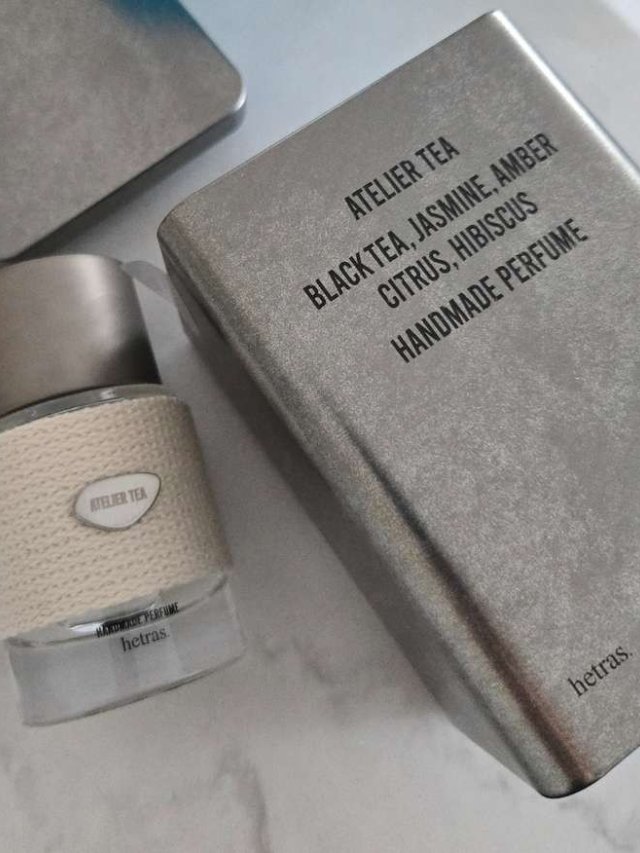 ATELIER TEA
BLACK TEA, JASMINE, AMBER
CITRUS, HIBISCUS
HANDMADE PERFUME
hetras.
ATELIER TEA
HANDMADE PERFUME
hetras.